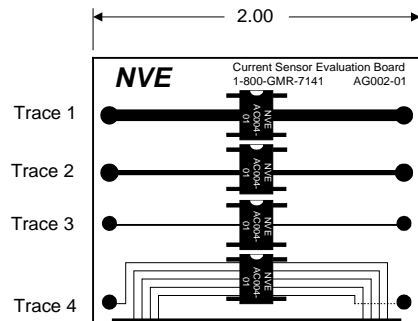 2.00
NVE
Current Sensor Evaluation Board
1-800-GMR-7141 AG002-01
Trace 1
NVE
AC004-
01
Trace 2
NVE
AC004-
01
Trace 3
NVE
AC004-
01
Trace 4
NVE
AC004-
01